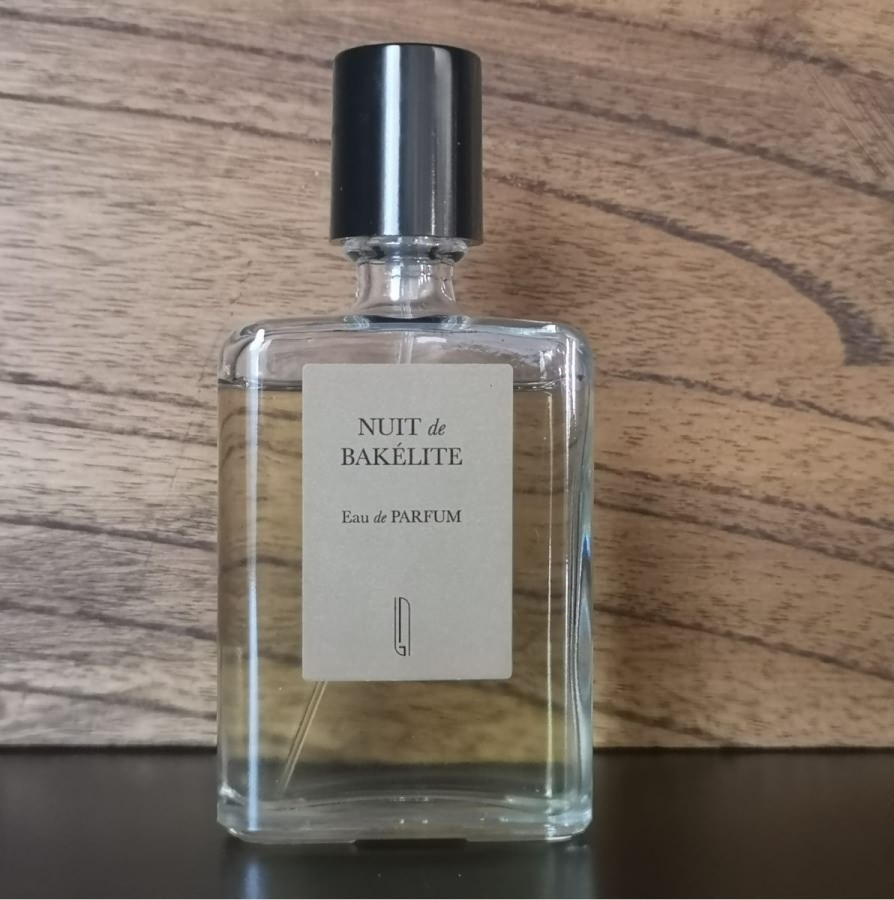 NUIT de
BAKÉLITE
Eau de PARFUM